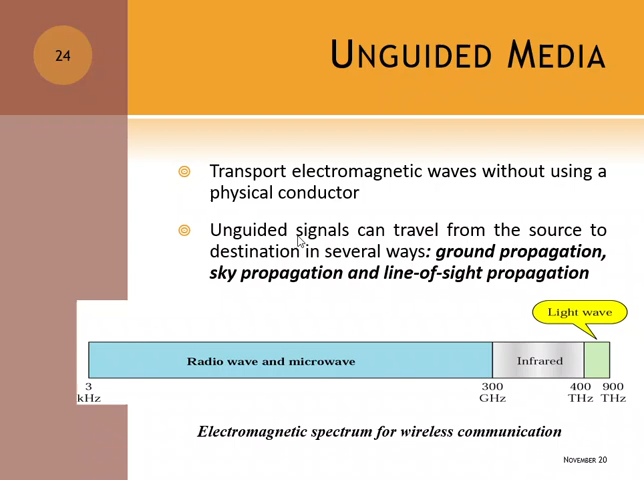 24
UNGUIDED MEDIA
Transport electromagnetic waves without using a
physical conductor
Unguided signals can travel from the source to
destination in several ways: ground propagation,
sky propagation and line-of-sight propagation
Light wave
Radio wave and microwave
Infrared
3 300 400 900
kHz GHz THz THz
Electromagnetic spectrum for wireless communication
NOVEMBER 20